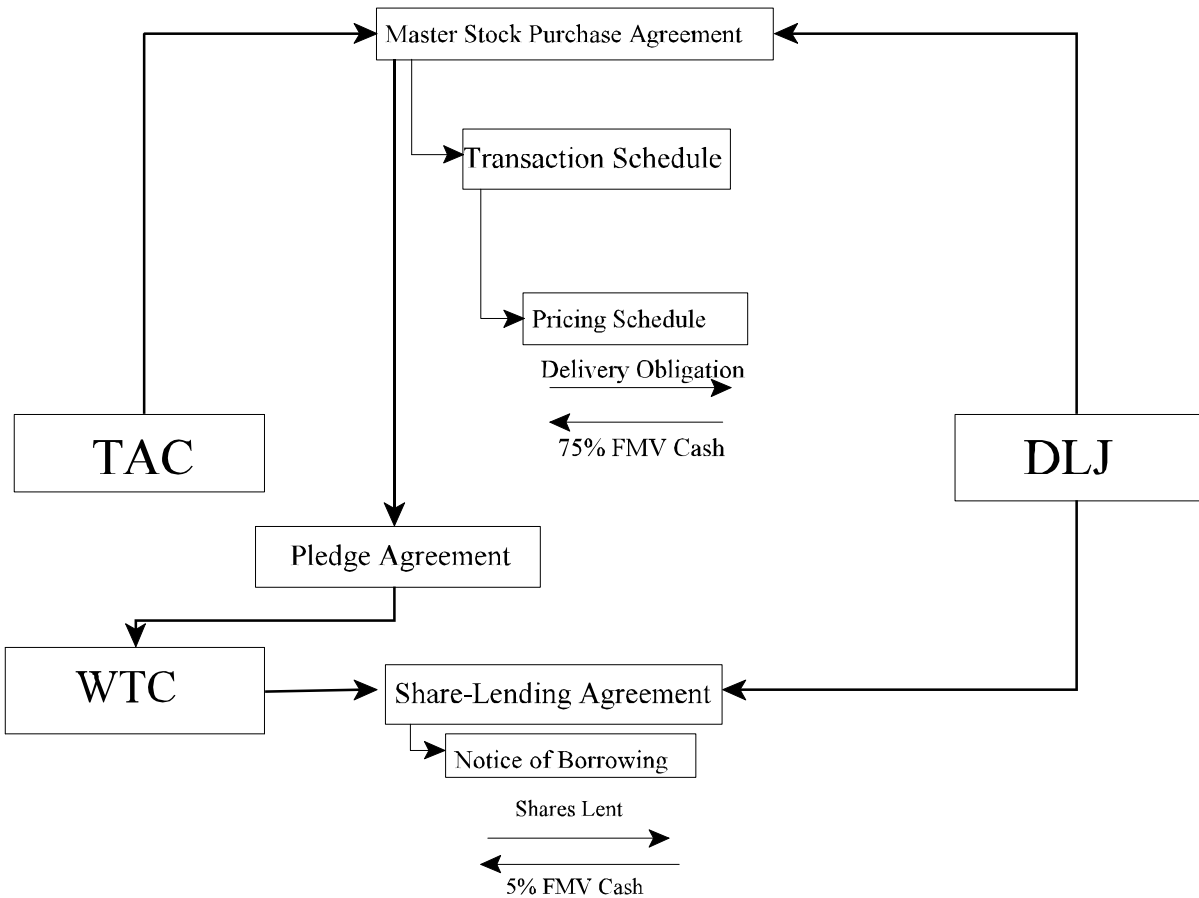 Master Stock Purchase Agreement
Transaction Schedule
Pricing Schedule
Delivery Obligation
75% FMV Cash
TAC
DLJ
Pledge Agreement
WTC
Share-Lending Agreement
Notice of Borrowing
Shares Lent
5% FMV Cash